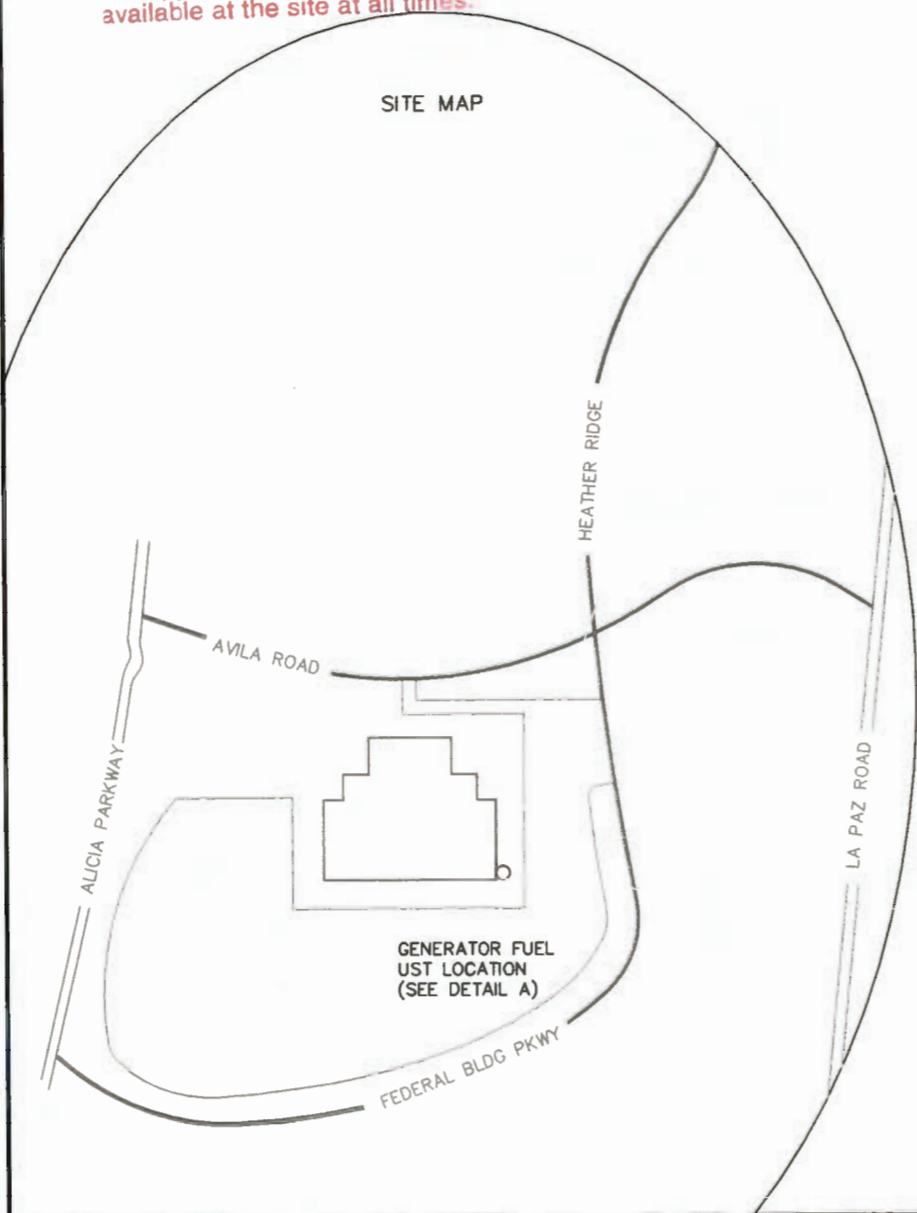 available at the site at all times.
SITE MAP
HEATHER RIDGE
AVILA ROAD
ALICIA PARKWAY
LA PAZ ROAD
GENERATOR FUEL
UST LOCATION
(SEE DETAIL A)
FEDERAL BLDG PKWY